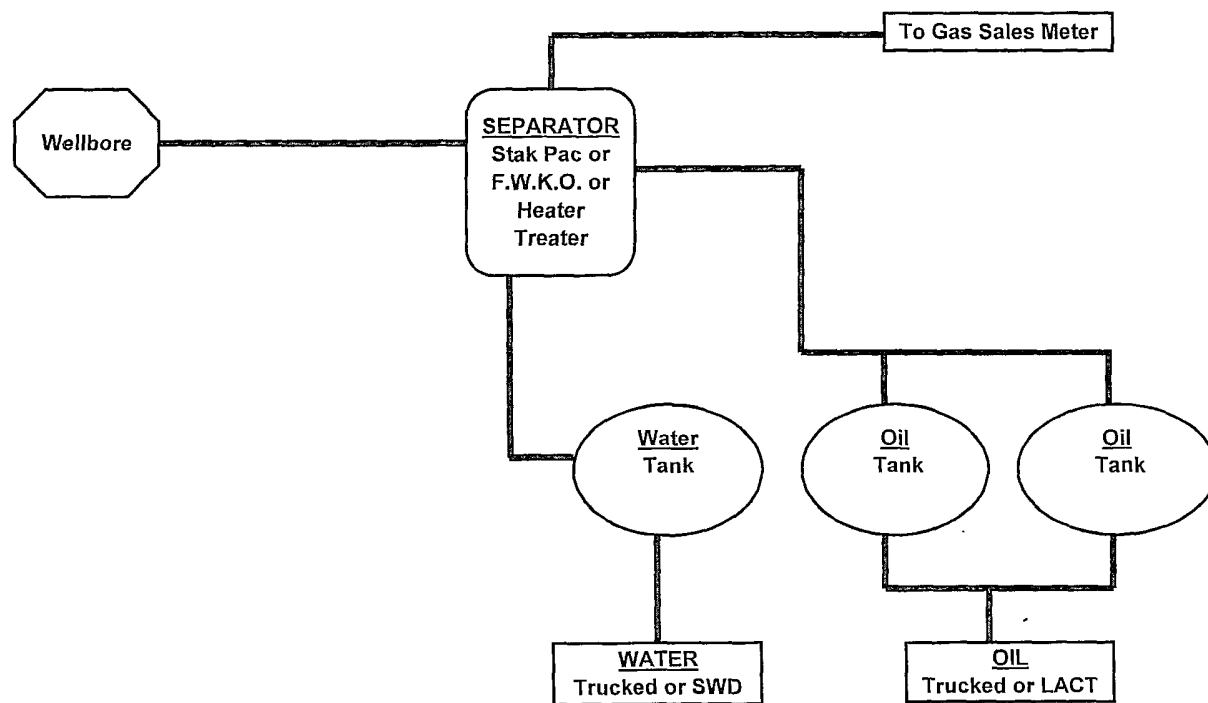 To Gas Sales Meter
Wellbore
SEPARATOR
Stak Pac or
F.W.K.O. or
Heater
Treater
Water
Tank
Oil
Tank
Oil
Tank
WATER
Trucked or SWD
OIL
Trucked or LACT